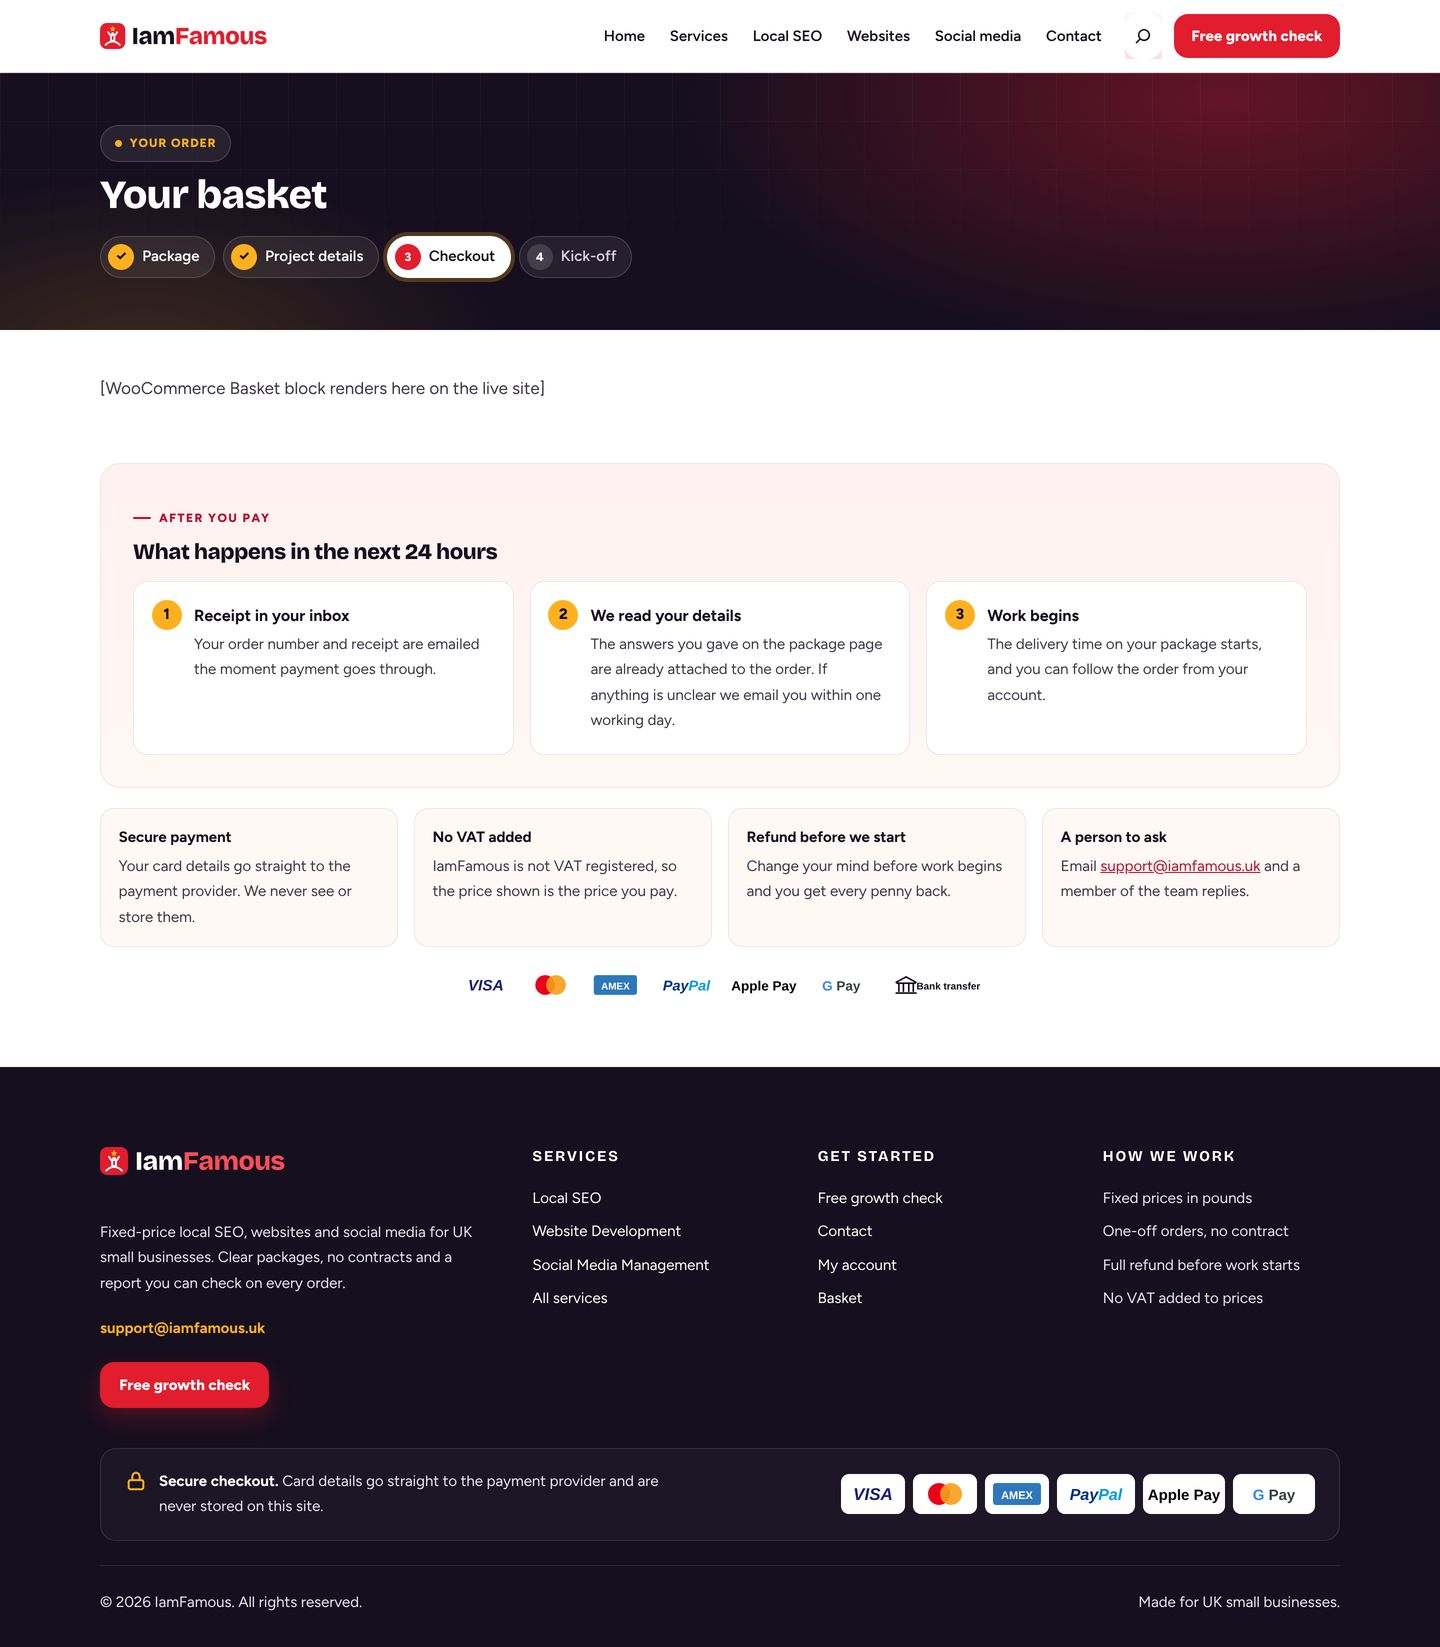 IamFamous
Home Services Local SEO Websites Social media Contact Free growth check
YOUR ORDER
Your basket
Package Project details 3 Checkout 4 Kick-off
[WooCommerce Basket block renders here on the live site]
AFTER YOU PAY
What happens in the next 24 hours
1 Receipt in your inbox
Your order number and receipt are emailed
the moment payment goes through.
2 We read your details
The answers you gave on the package page
are already attached to the order. If
anything is unclear we email you within one
working day.
3 Work begins
The delivery time on your package starts,
and you can follow the order from your
account.
Secure payment
Your card details go straight to the
payment provider. We never see or
store them.
No VAT added
IamFamous is not VAT registered, so
the price shown is the price you pay.
Refund before we start
Change your mind before work begins
and you get every penny back.
A person to ask
Email support@iamfamous.uk and a
member of the team replies.
VISA AMEX PayPal Apple Pay G Pay Bank transfer
IamFamous
Fixed-price local SEO, websites and social media for UK
small businesses. Clear packages, no contracts and a
report you can check on every order.
support@iamfamous.uk
Free growth check
SERVICES
Local SEO
Website Development
Social Media Management
All services
GET STARTED
Free growth check
Contact
My account
Basket
HOW WE WORK
Fixed prices in pounds
One-off orders, no contract
Full refund before work starts
No VAT added to prices
Secure checkout. Card details go straight to the payment provider and are
never stored on this site.
VISA AMEX PayPal Apple Pay G Pay
© 2026 IamFamous. All rights reserved.
Made for UK small businesses.